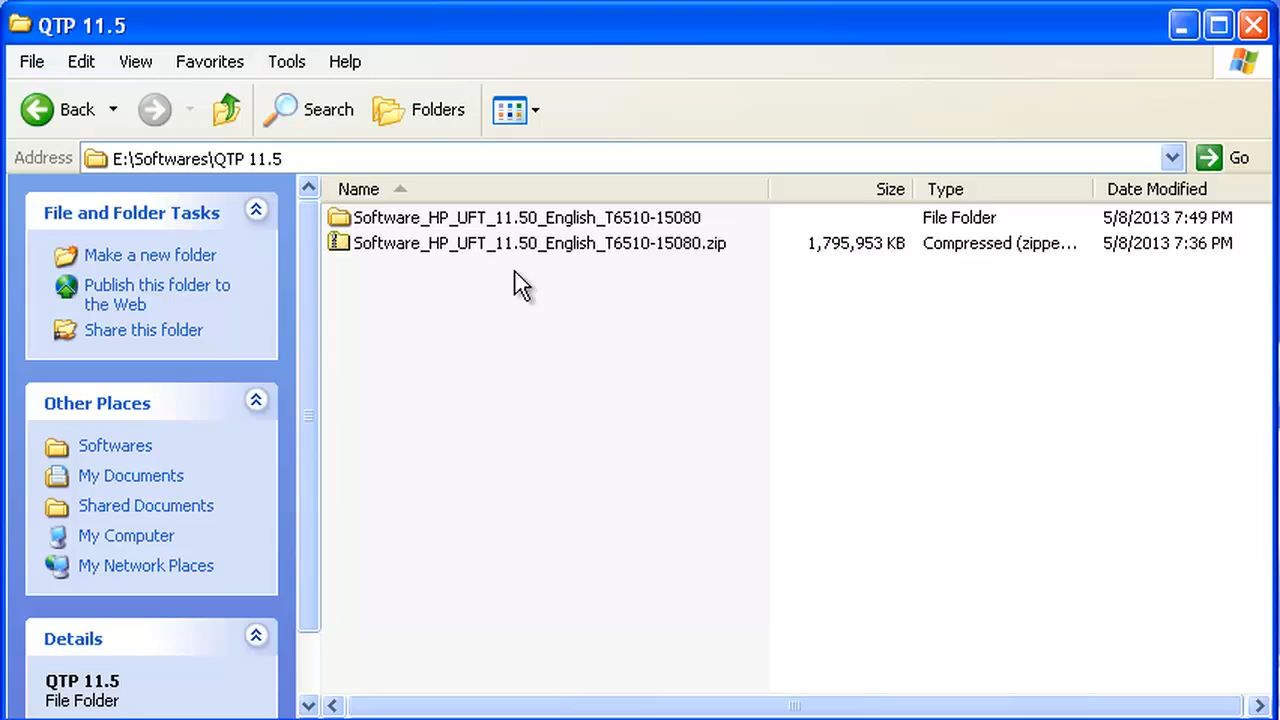 QTP 11.5
File Edit View Favorites Tools Help
Back Search Folders
Address E:\Softwares\QTP 11.5 Go
File and Folder Tasks
Make a new folder
Publish this folder to
the Web
Share this folder
Other Places
Softwares
My Documents
Shared Documents
My Computer
My Network Places
Details
QTP 11.5
File Folder
Name Size Type Date Modified
Software_HP_UFT_11.50_English_T6510-15080 File Folder 5/8/2013 7:49 PM
Software_HP_UFT_11.50_English_T6510-15080.zip 1,795,953 KB Compressed (zippe... 5/8/2013 7:36 PM